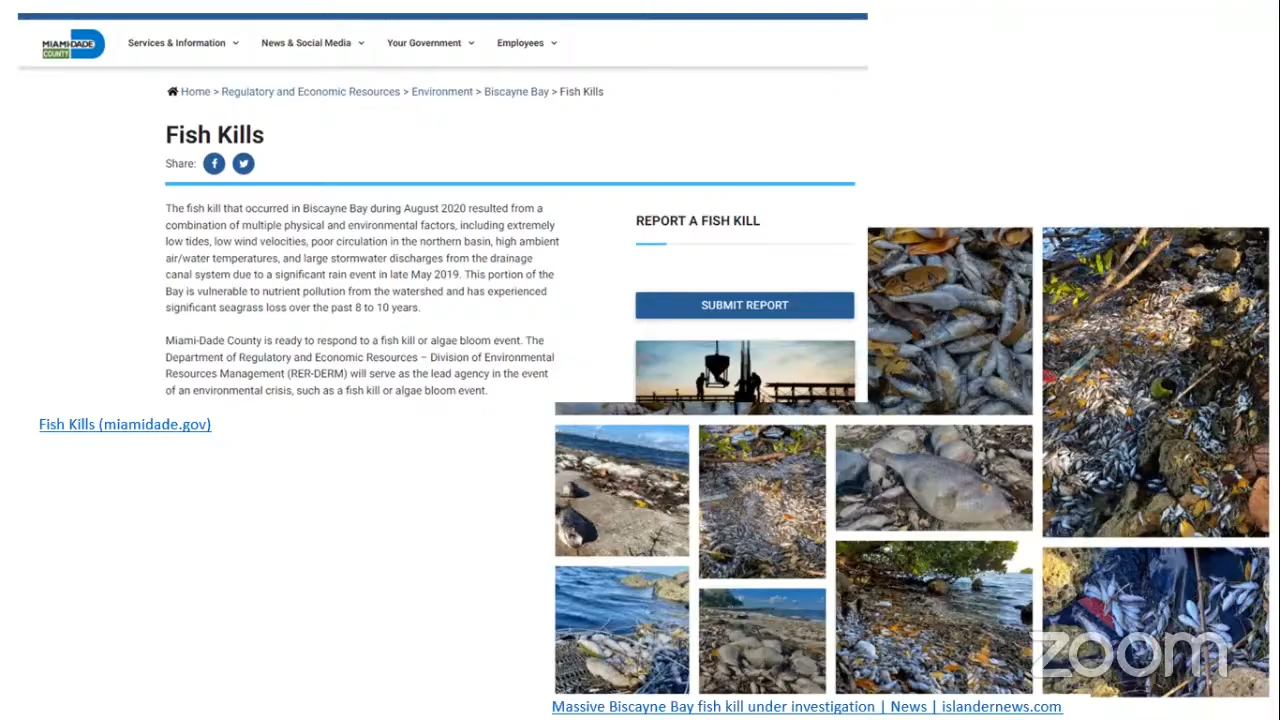 MIAMI-DADE
COUNTY
Services & Information
News & Social Media
Your Government
Employees
Home > Regulatory and Economic Resources > Environment > Biscayne Bay > Fish Kills
Fish Kills
Share:
The fish kill that occurred in Biscayne Bay during August 2020 resulted from a
combination of multiple physical and environmental factors, including extremely
low tides, low wind velocities, poor circulation in the northern basin, high ambient
air/water temperatures, and large stormwater discharges from the drainage
canal system due to a significant rain event in late May 2019. This portion of the
Bay is vulnerable to nutrient pollution from the watershed and has experienced
significant seagrass loss over the past 8 to 10 years.
Miami-Dade County is ready to respond to a fish kill or algae bloom event. The
Department of Regulatory and Economic Resources – Division of Environmental
Resources Management (RER-DERM) will serve as the lead agency in the event
of an environmental crisis, such as a fish kill or algae bloom event.
REPORT A FISH KILL
SUBMIT REPORT
Fish Kills (miamidade.gov)
zoom
Massive Biscayne Bay fish kill under investigation | News | islandernews.com